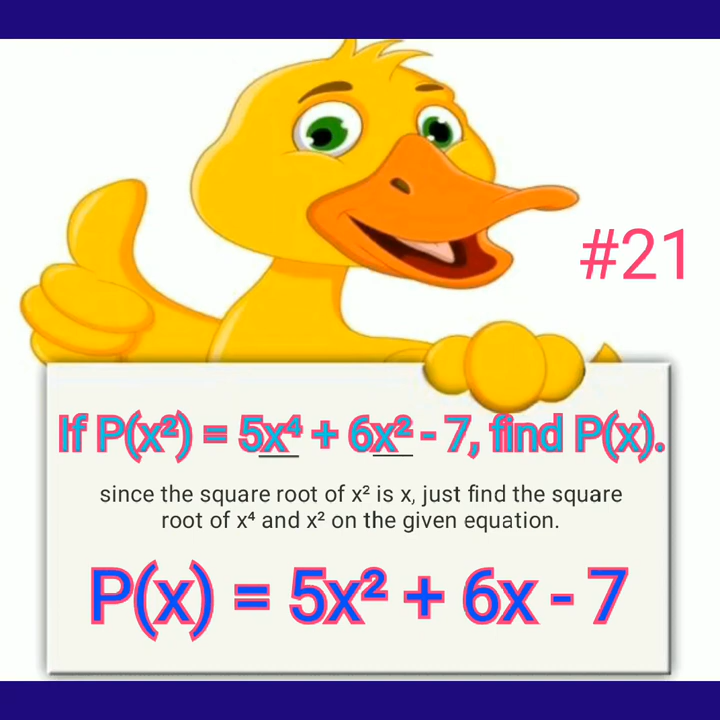 #21
If P(x²) = 5x⁴ + 6x² - 7, find P(x).
since the square root of x² is x, just find the square
root of x⁴ and x² on the given equation.
P(x) = 5x² + 6x - 7